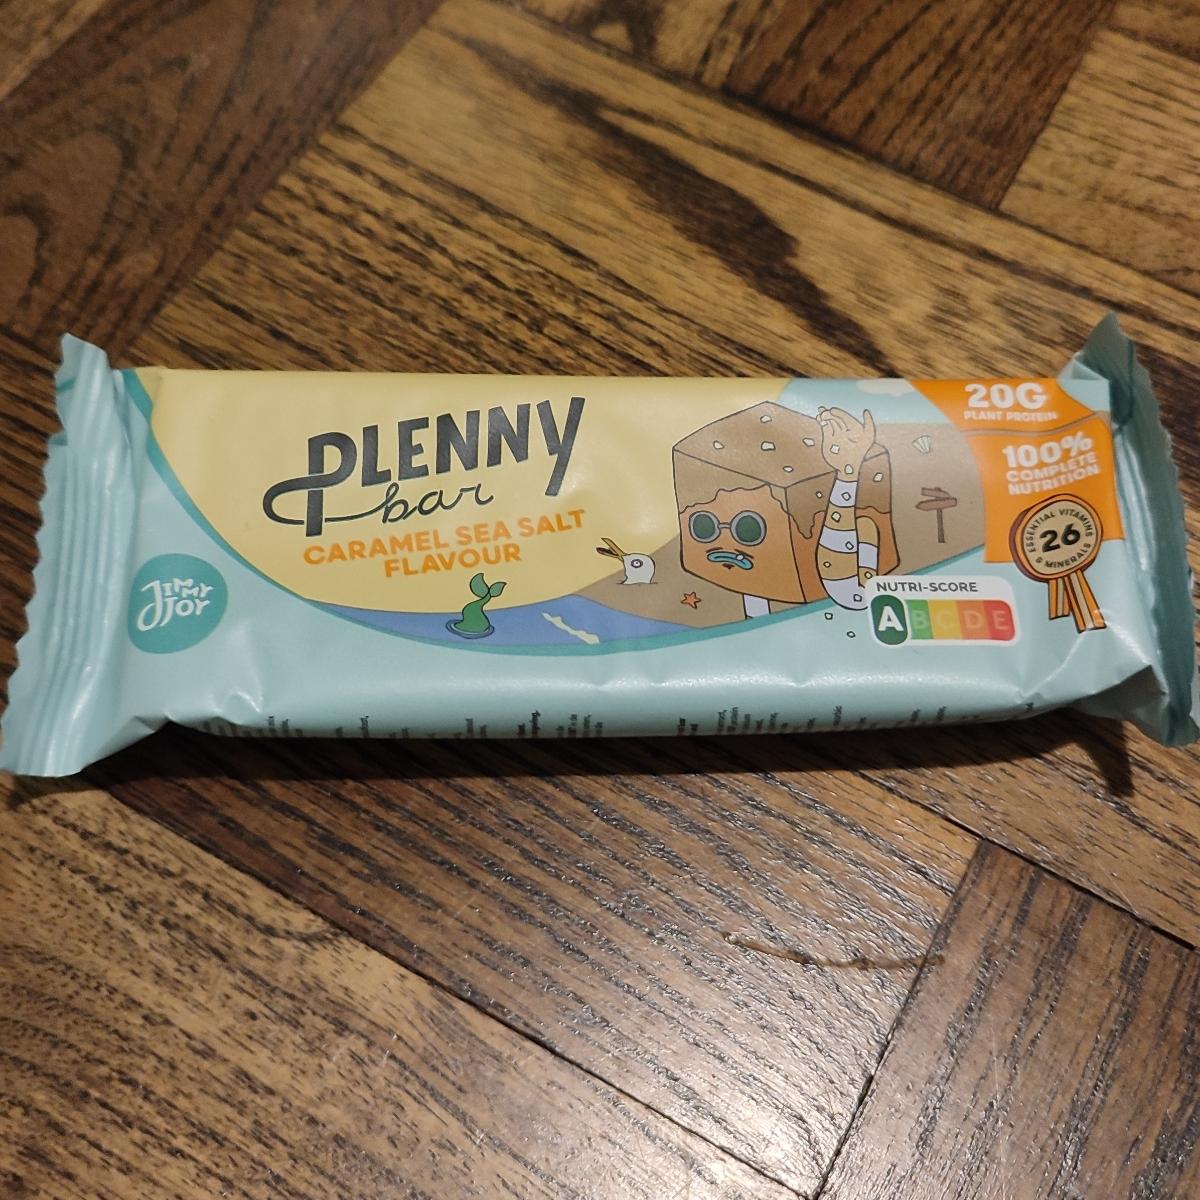 PLENNY
bar
CARAMEL SEA SALT
FLAVOUR
JIMMY
JOY
20G
PLANT PROTEIN
100%
COMPLETE
NUTRITION
ESSENTIAL VITAMINS
26
& MINERALS
NUTRI-SCORE
A B C D E